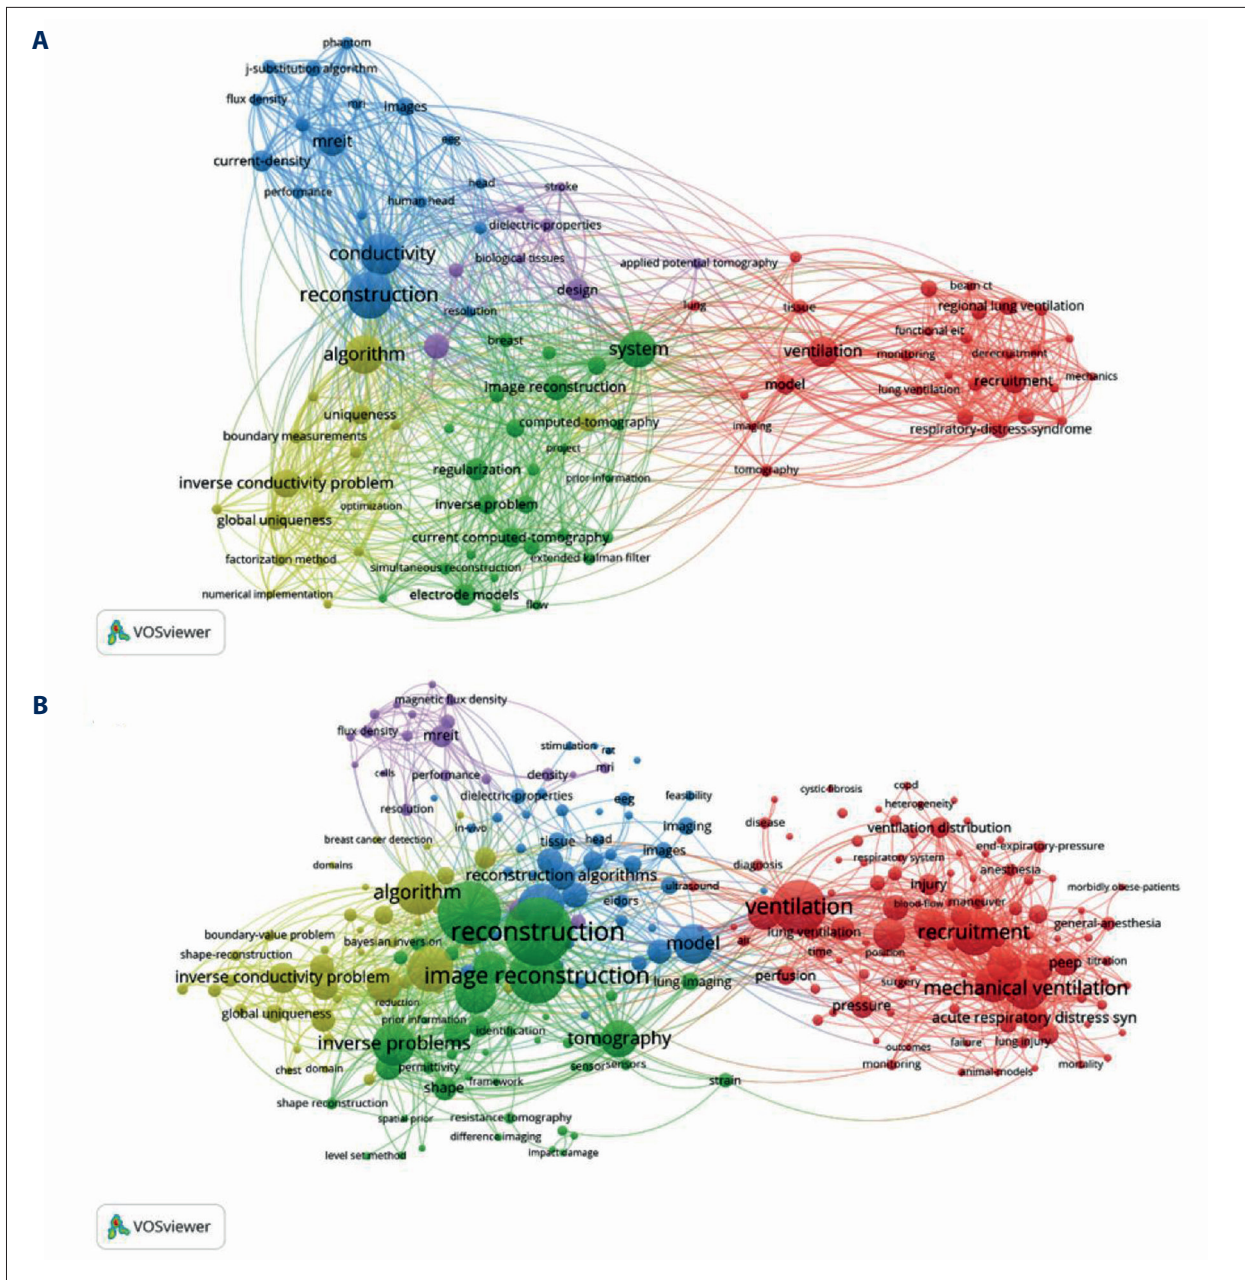 A
phantom
j-substitution algorithm
flux density
mri
images
mreit
eeg
current-density
performance
head
stroke
human head
dielectric-properties
conductivity
biological tissues
applied potential tomography
design
reconstruction
resolution
lung
tissue
beam ct
regional lung ventilation
functional eit
algorithm
breast
system
ventilation
monitoring
derecruitment
image reconstruction
model
lung ventilation
recruitment
mechanics
uniqueness
computed-tomography
imaging
respiratory-distress-syndrome
boundary measurements
project
regularization
prior information
tomography
inverse conductivity problem
optimization
inverse problem
global uniqueness
current computed-tomography
factorization method
simultaneous reconstruction
extended kalman filter
numerical implementation
electrode models
flow
VOSviewer
B
magnetic flux density
flux density
mreit
stimulation
rat
cells
performance
density
mri
dielectric-properties
eeg
feasibility
cystic-fibrosis
copd
heterogeneity
resolution
in-vivo
imaging
disease
ventilation distribution
breast cancer detection
tissue
head
images
end-expiratory-pressure
domains
diagnosis
respiratory system
anesthesia
algorithm
reconstruction algorithms
ultrasound
injury
morbidly obese-patients
eidors
ventilation
blood-flow
maneuver
general-anesthesia
boundary-value problem
bayesian inversion
reconstruction
model
air
lung ventilation
recruitment
shape-reconstruction
time
position
peep
titration
inverse conductivity problem
image reconstruction
lung-imaging
perfusion
surgery
mechanical ventilation
reduction
global uniqueness
prior information
identification
pressure
acute respiratory distress syn
inverse problems
tomography
outcomes
failure
lung injury
chest
domain
permittivity
sensor
sensors
monitoring
animal-models
mortality
shape
framework
strain
shape reconstruction
spatial prior
resistance tomography
difference imaging
level set method
impact damage
VOSviewer